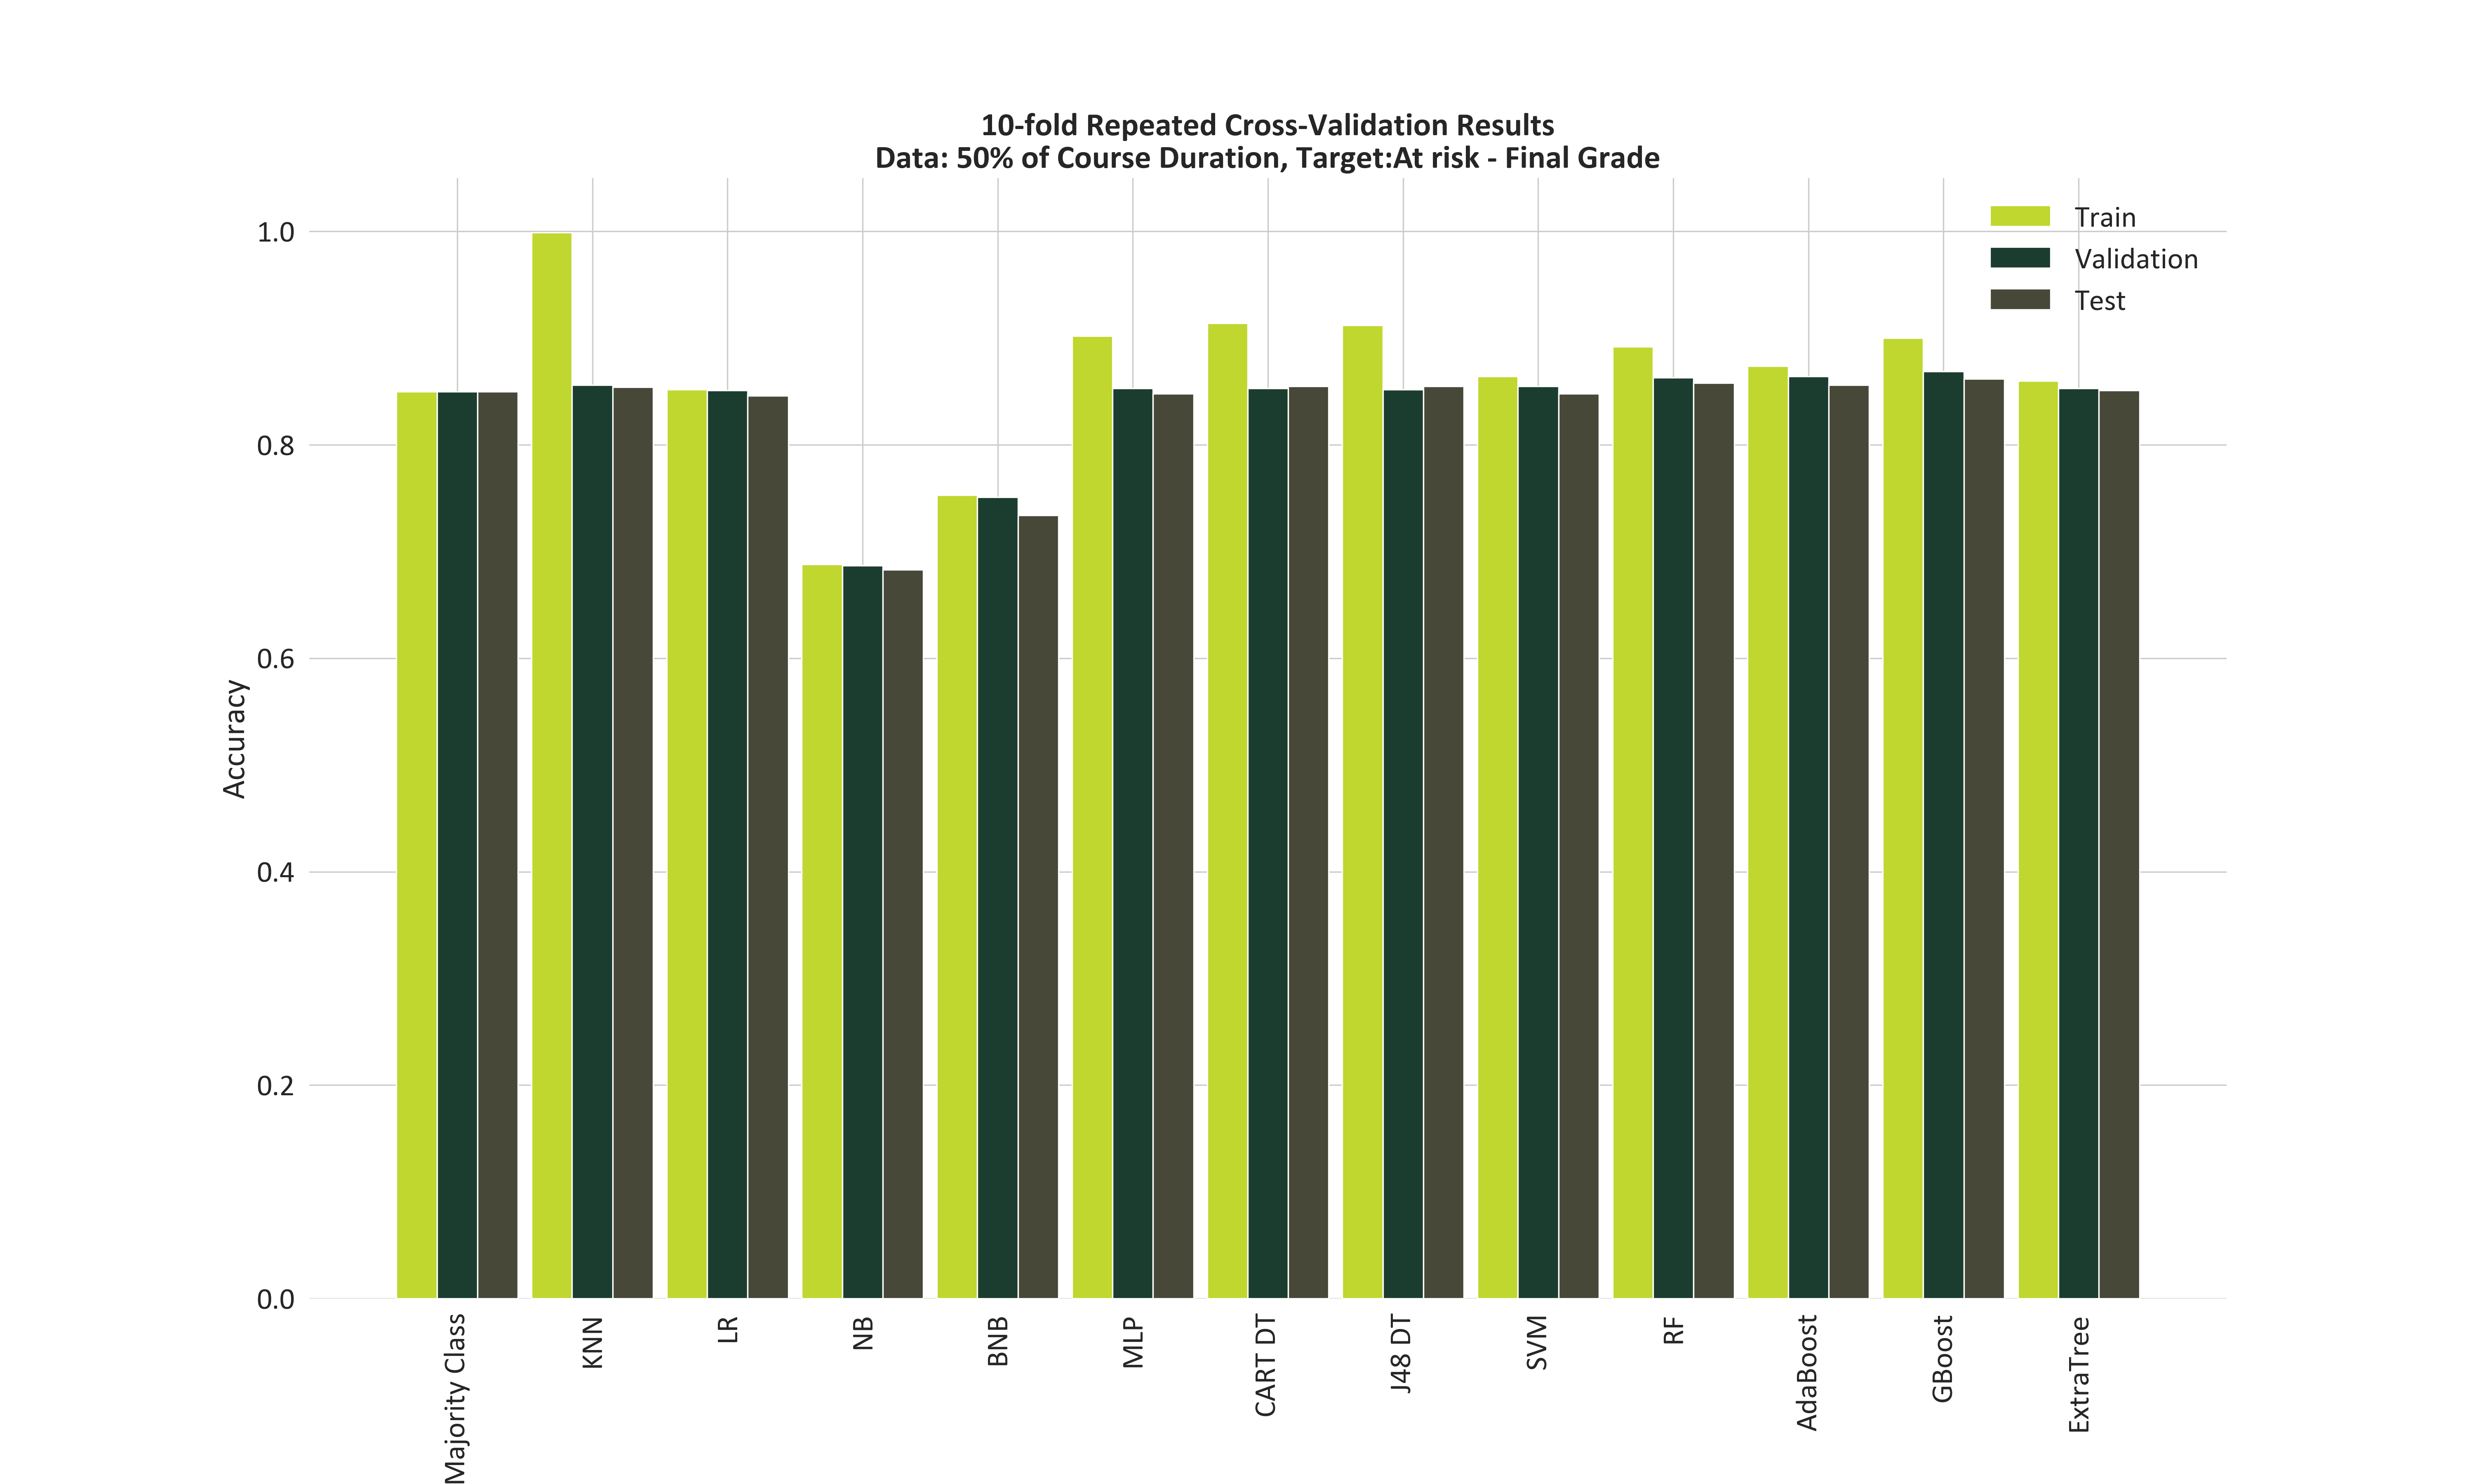 10-fold Repeated Cross-Validation Results
Data: 50% of Course Duration, Target:At risk - Final Grade
Train
Validation
Test
Accuracy
1.0
0.8
0.6
0.4
0.2
0.0
Majority Class
KNN
LR
NB
BNB
MLP
CART DT
J48 DT
SVM
RF
AdaBoost
GBoost
ExtraTree